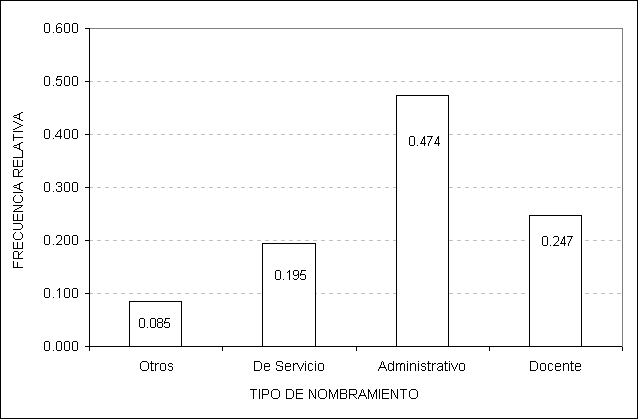 0.600
0.500
0.400
0.300
0.200
0.100
0.000
FRECUENCIA RELATIVA
0.085
0.195
0.474
0.247
Otros
De Servicio
Administrativo
Docente
TIPO DE NOMBRAMIENTO